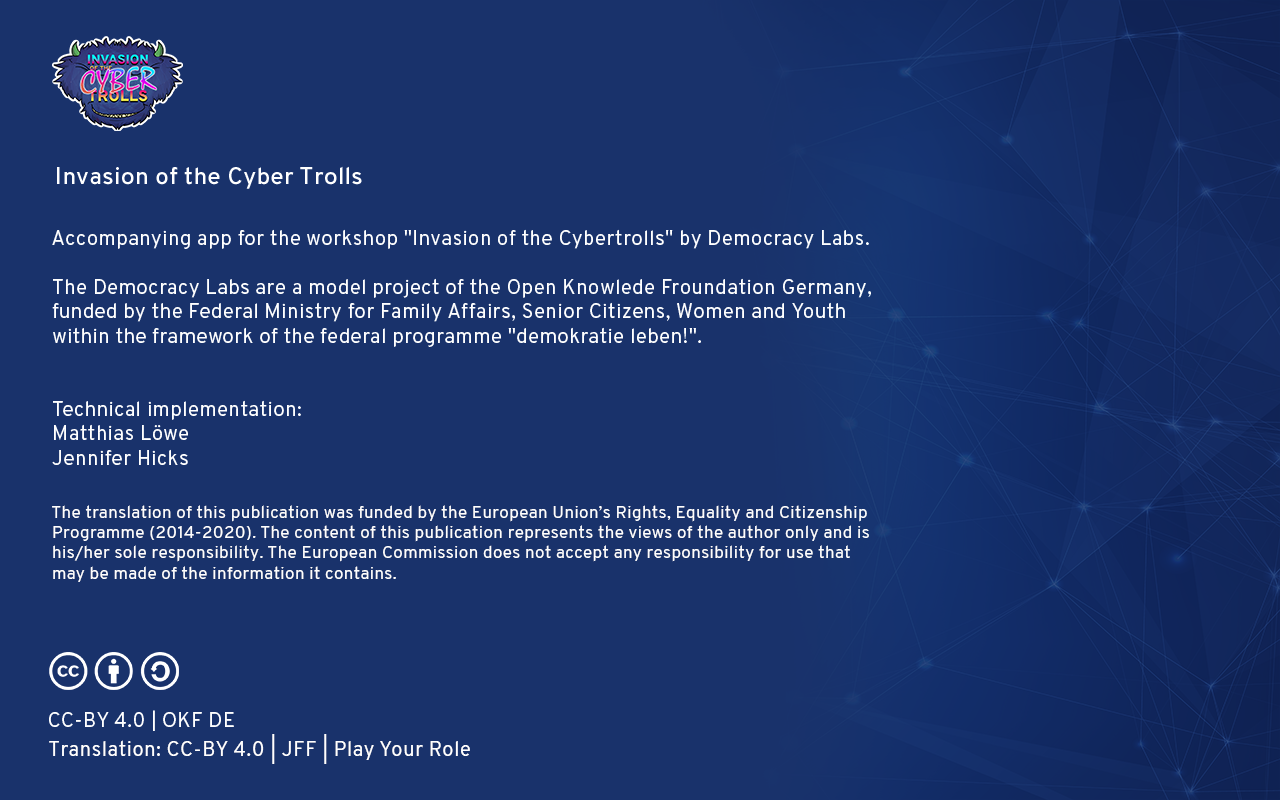 INVASION
OF THE
CYBER
TROLLS
Invasion of the Cyber Trolls
Accompanying app for the workshop "Invasion of the Cybertrolls" by Democracy Labs.
The Democracy Labs are a model project of the Open Knowlede Froundation Germany,
funded by the Federal Ministry for Family Affairs, Senior Citizens, Women and Youth
within the framework of the federal programme "demokratie leben!".
Technical implementation:
Matthias Löwe
Jennifer Hicks
The translation of this publication was funded by the European Union’s Rights, Equality and Citizenship
Programme (2014-2020). The content of this publication represents the views of the author only and is
his/her sole responsibility. The European Commission does not accept any responsibility for use that
may be made of the information it contains.
CC
CC-BY 4.0 | OKF DE
Translation: CC-BY 4.0 | JFF | Play Your Role